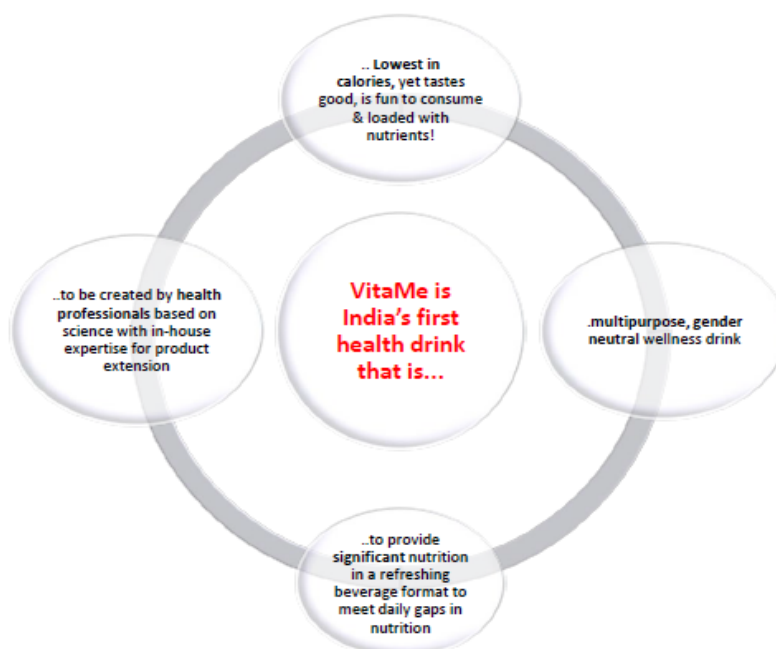 .. Lowest in
calories, yet tastes
good, is fun to consume
& loaded with
nutrients!
VitaMe is
India's first
health drink
that is...
.multipurpose, gender
neutral wellness drink
..to provide
significant nutrition
in a refreshing
beverage format to
meet daily gaps in
nutrition
..to be created by health
professionals based on
science with in-house
expertise for product
extension